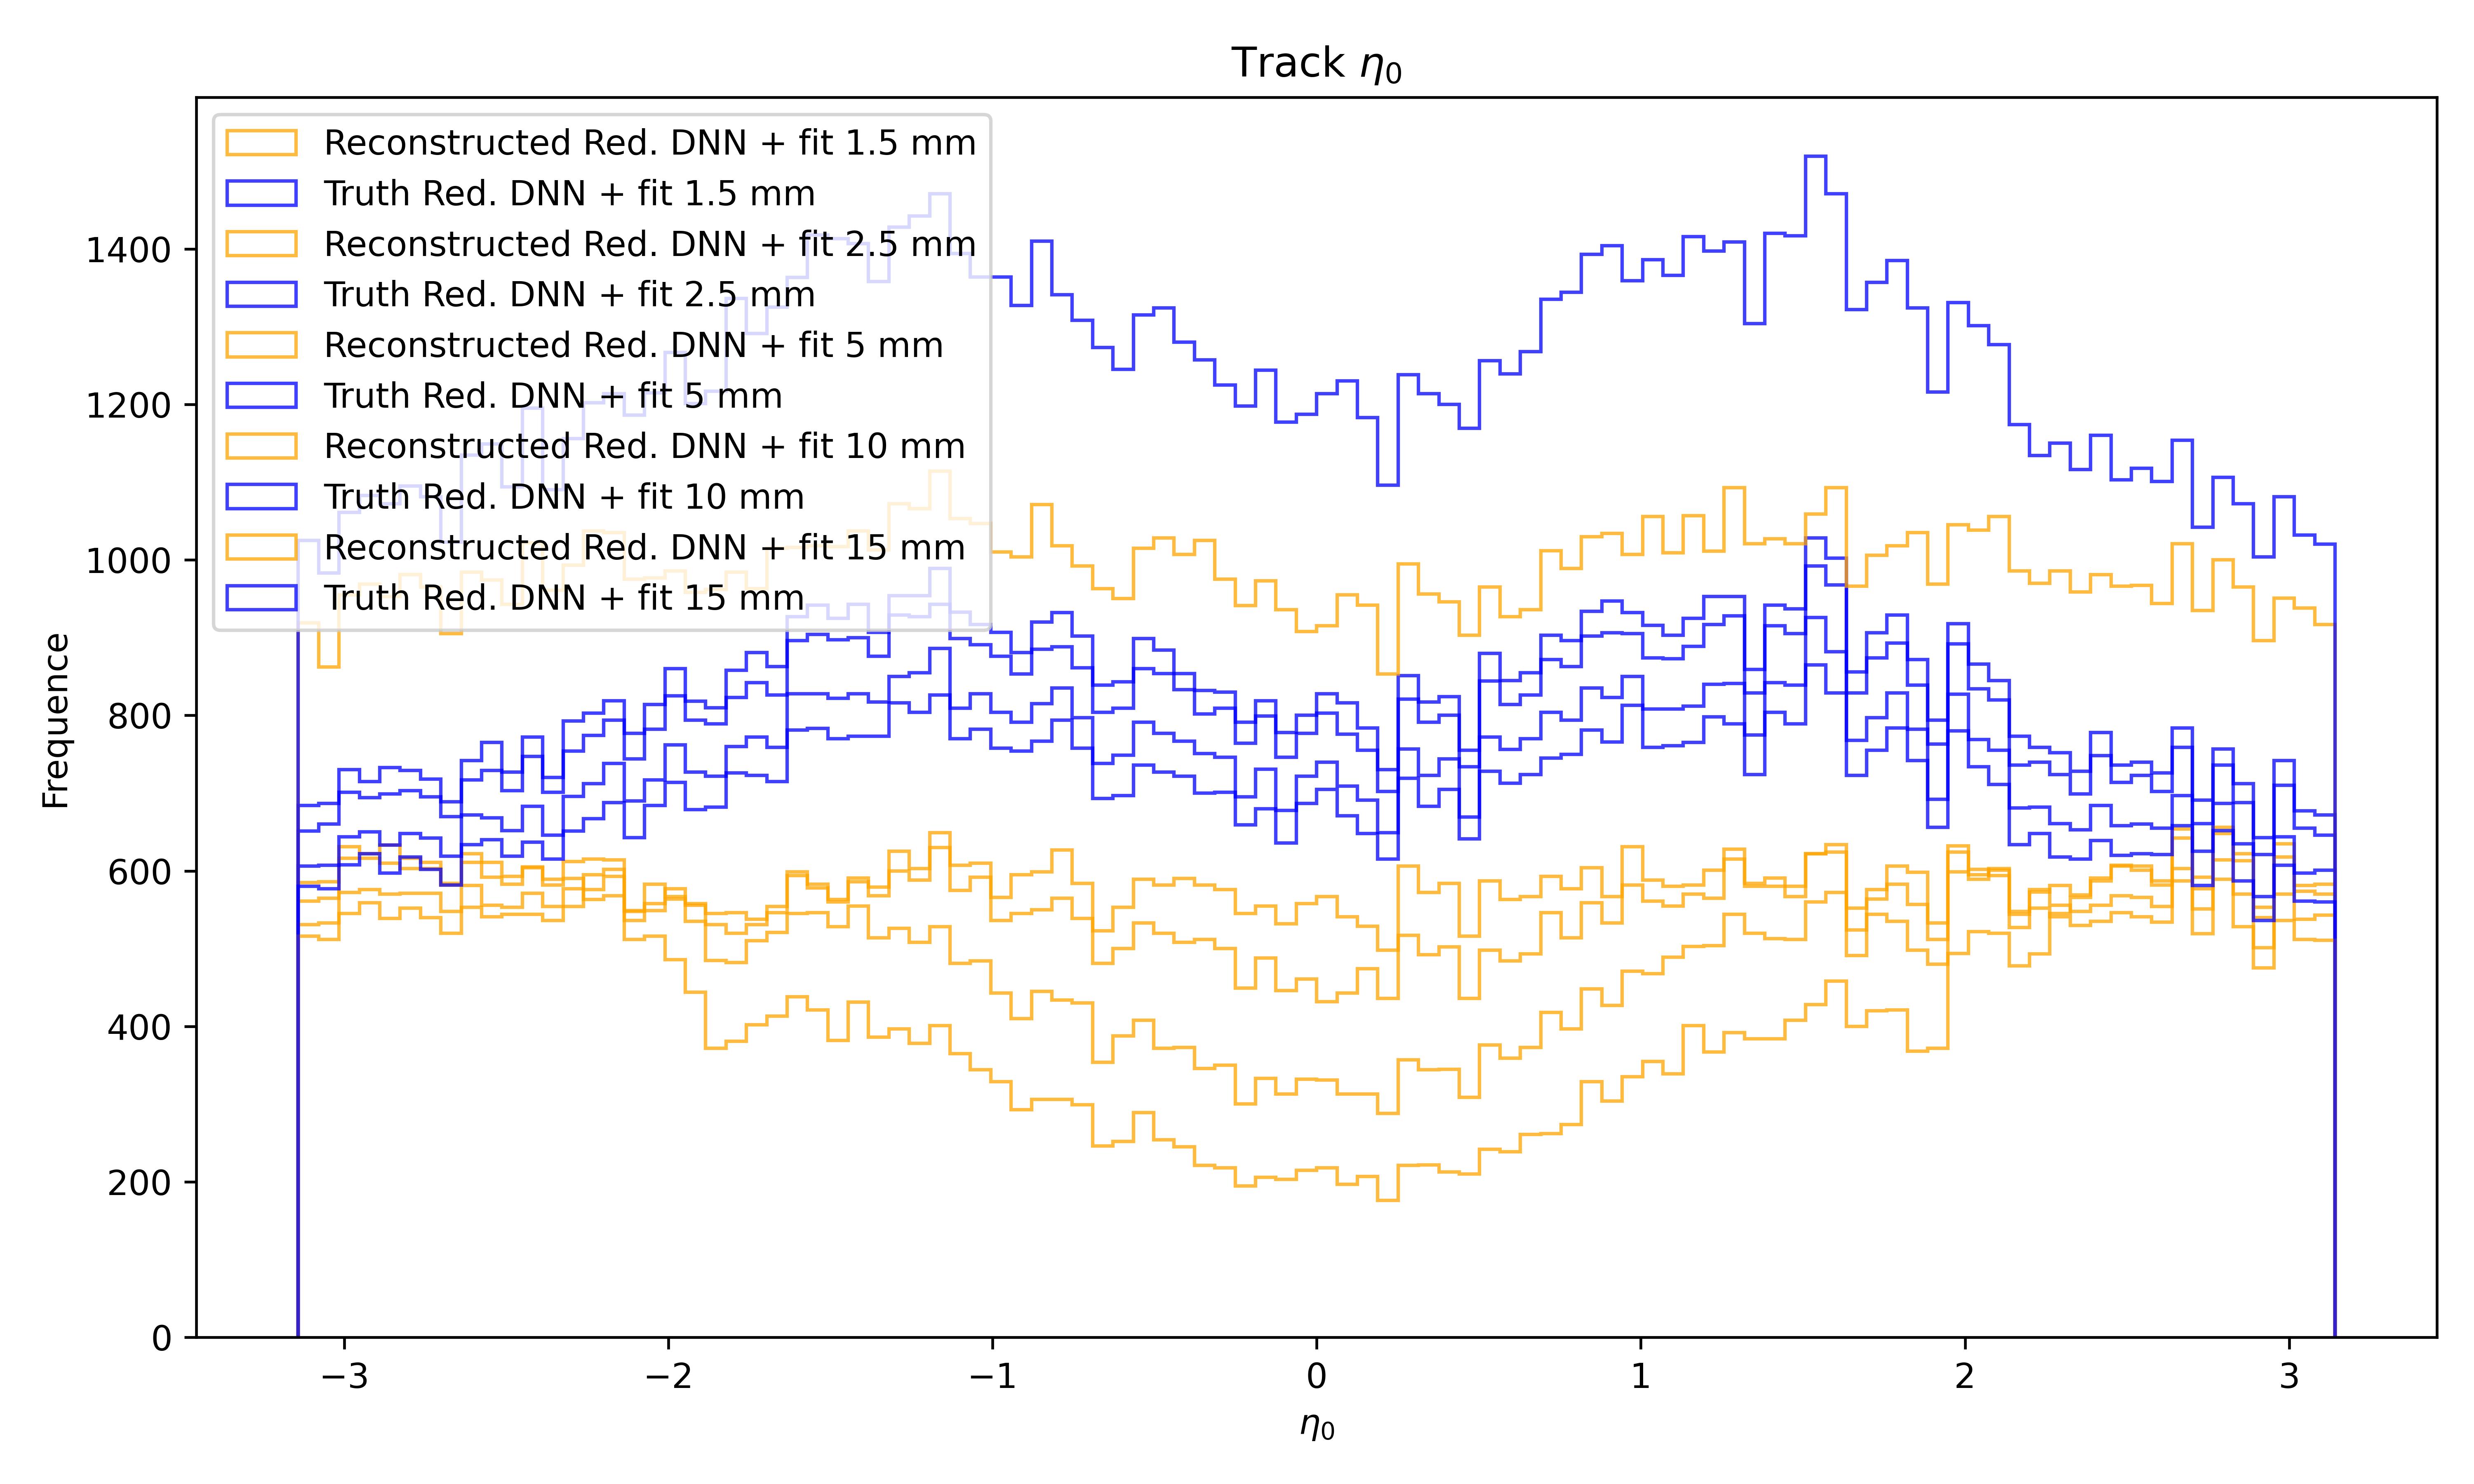 Track η0
Reconstructed Red. DNN + fit 1.5 mm
Truth Red. DNN + fit 1.5 mm
Reconstructed Red. DNN + fit 2.5 mm
Truth Red. DNN + fit 2.5 mm
Reconstructed Red. DNN + fit 5 mm
Truth Red. DNN + fit 5 mm
Reconstructed Red. DNN + fit 10 mm
Truth Red. DNN + fit 10 mm
Reconstructed Red. DNN + fit 15 mm
Truth Red. DNN + fit 15 mm
Frequence
1400
1200
1000
800
600
400
200
0
−3 −2 −1 0 1 2 3
η0